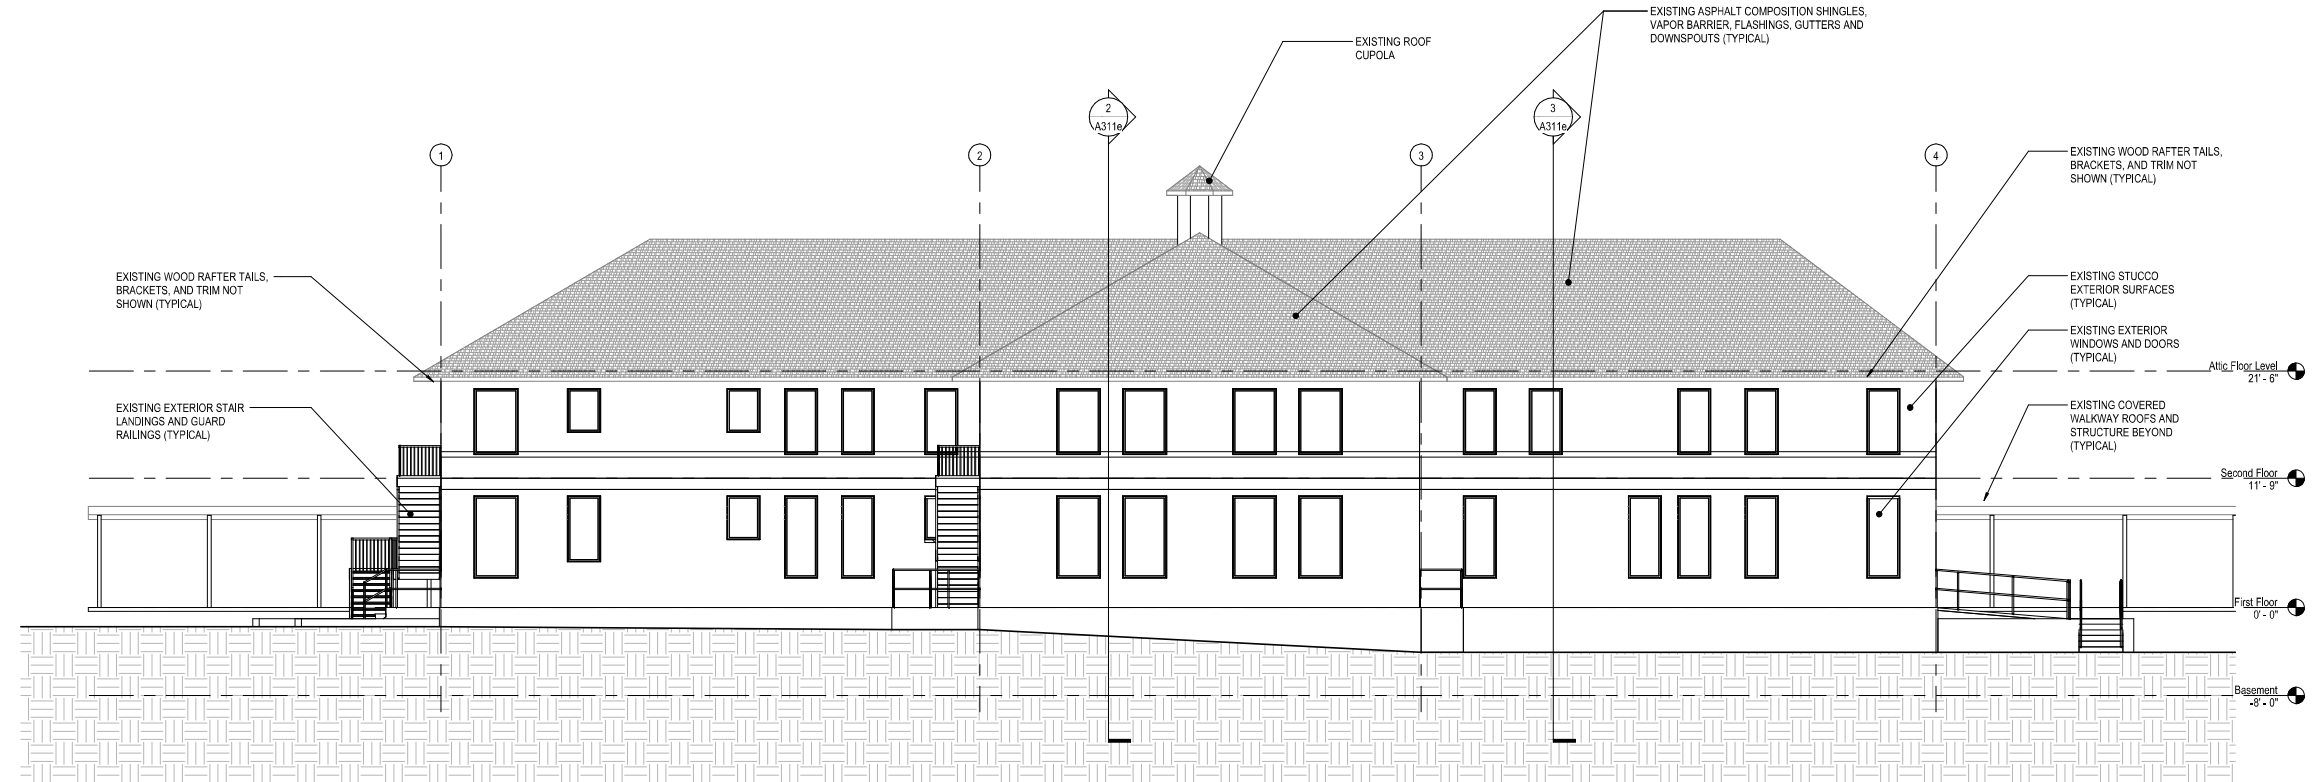 EXISTING ASPHALT COMPOSITION SHINGLES,
VAPOR BARRIER, FLASHINGS, GUTTERS AND
DOWNSPOUTS (TYPICAL)
EXISTING ROOF
CUPOLA
2
A311e
3
A311e
1
2
3
4
EXISTING WOOD RAFTER TAILS,
BRACKETS, AND TRIM NOT
SHOWN (TYPICAL)
EXISTING WOOD RAFTER TAILS,
BRACKETS, AND TRIM NOT
SHOWN (TYPICAL)
EXISTING STUCCO
EXTERIOR SURFACES
(TYPICAL)
EXISTING EXTERIOR
WINDOWS AND DOORS
(TYPICAL)
Attic Floor Level
21' - 6"
EXISTING EXTERIOR STAIR
LANDINGS AND GUARD
RAILINGS (TYPICAL)
EXISTING COVERED
WALKWAY ROOFS AND
STRUCTURE BEYOND
(TYPICAL)
Second Floor
11' - 9"
First Floor
0' - 0"
Basement
-8' - 0"